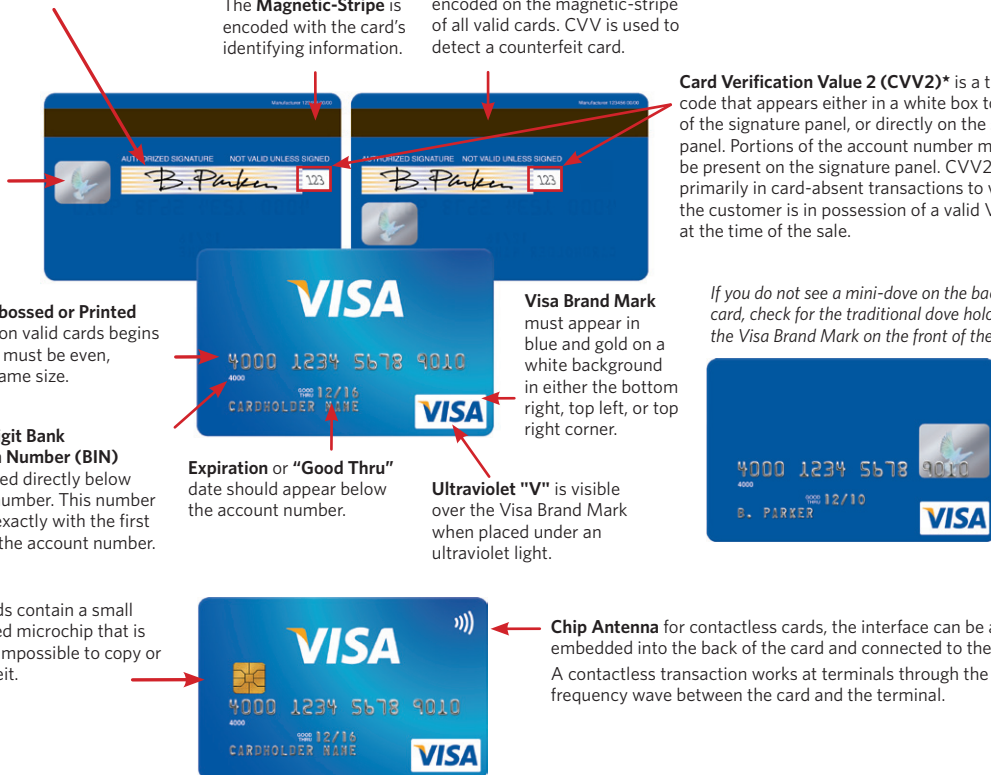 The Magnetic-Stripe is
encoded with the card's
identifying information.
encoded on the magnetic-stripe
of all valid cards. CVV is used to
detect a counterfeit card.
Card Verification Value 2 (CVV2)* is a
code that appears either in a white box
of the signature panel, or directly on the
panel. Portions of the account number
be present on the signature panel. CVV2
primarily in card-absent transactions to
the customer is in possession of a valid
at the time of the sale.
AUTHORIZED SIGNATURE NOT VALID UNLESS SIGNED
B. Parker 123
AUTHORIZED SIGNATURE NOT VALID UNLESS SIGNED
B. Parker 123
VISA
4000 1234 5678 9010
4000
GOOD THRU 12/16
CARDHOLDER NAME
VISA
bossed or Printed
on valid cards begins
must be even,
ame size.
git Bank
Number (BIN)
ed directly below
umber. This number
exactly with the first
the account number.
Expiration or "Good Thru"
date should appear below
the account number.
Visa Brand Mark
must appear in
blue and gold on a
white background
in either the bottom
right, top left, or top
right corner.
Ultraviolet "V" is visible
over the Visa Brand Mark
when placed under an
ultraviolet light.
If you do not see a mini-dove on the
card, check for the traditional dove
the Visa Brand Mark on the front of the
4000 1234 5678 9010
4000
GOOD THRU 12/10
B. PARKER
VISA
ds contain a small
ed microchip that is
mpossible to copy or
eit.
VISA
4000 1234 5678 9010
4000
GOOD THRU 12/16
CARDHOLDER NAME
VISA
Chip Antenna for contactless cards, the interface can be
embedded into the back of the card and connected to the
A contactless transaction works at terminals through the
frequency wave between the card and the terminal.